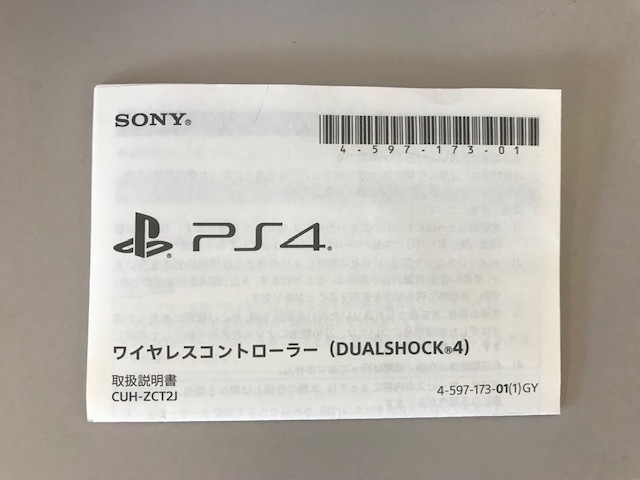 SONY®
4-597-173-01
PS4®
ワイヤレスコントローラー（DUALSHOCK®4）
取扱説明書
CUH-ZCT2J
4-597-173-01(1)GY